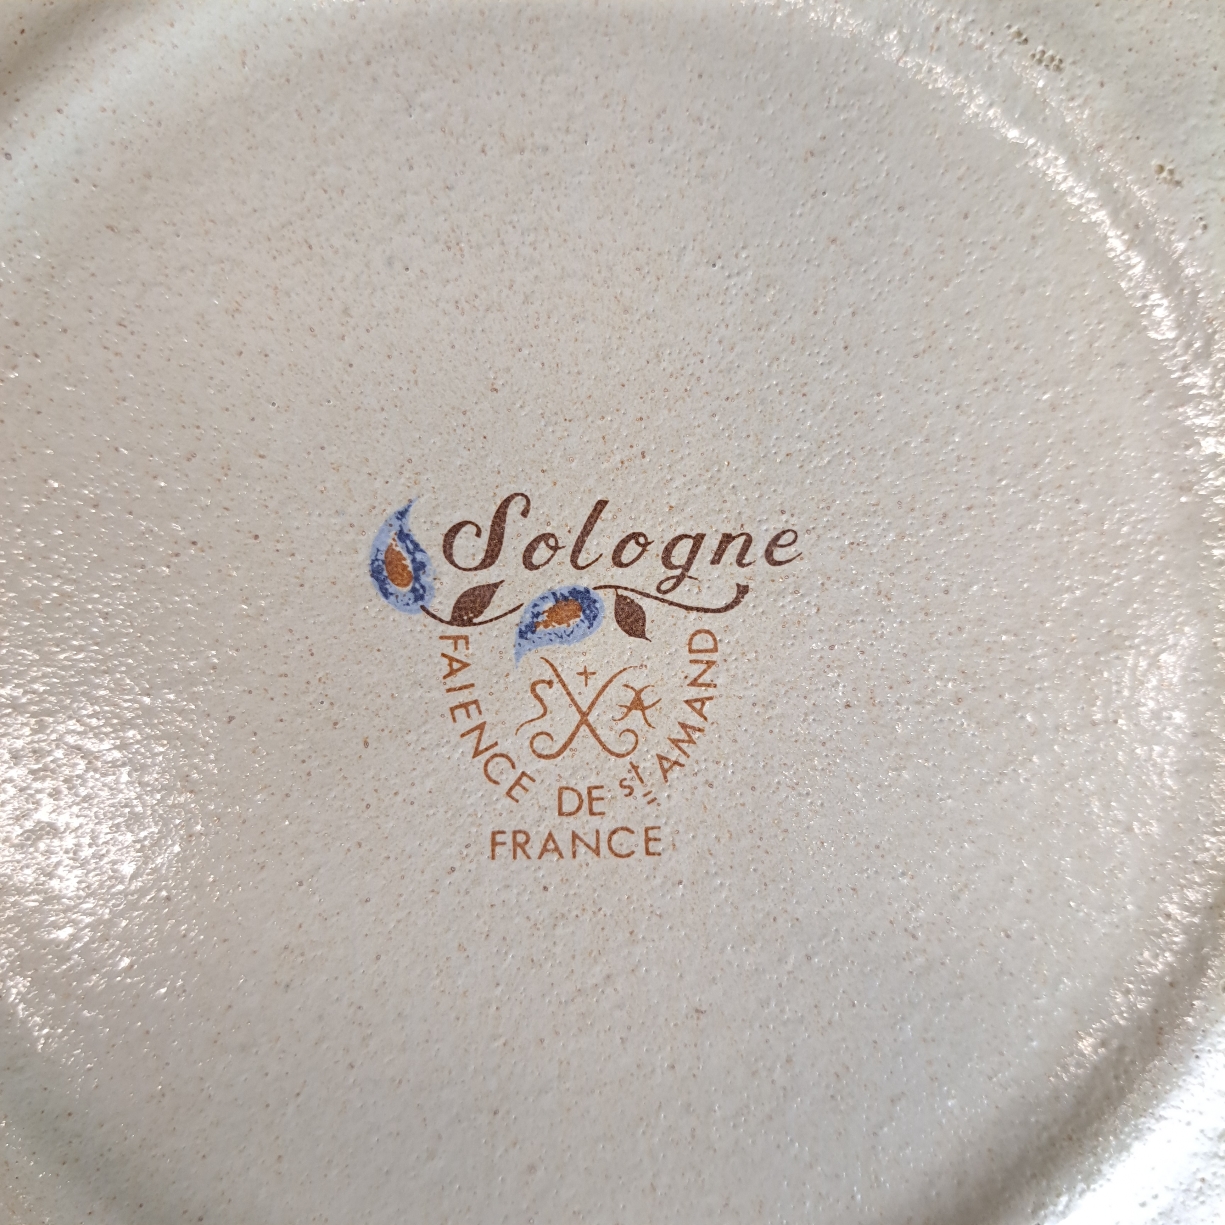 Sologne
FAIENCE DE St AMAND
FRANCE